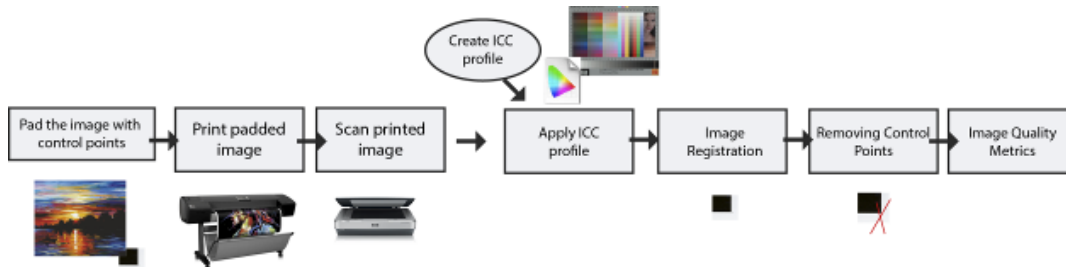 Create ICC
profile
Pad the image with
control points
Print padded
image
Scan printed
image
Apply ICC
profile
Image
Registration
Removing Control
Points
Image Quality
Metrics